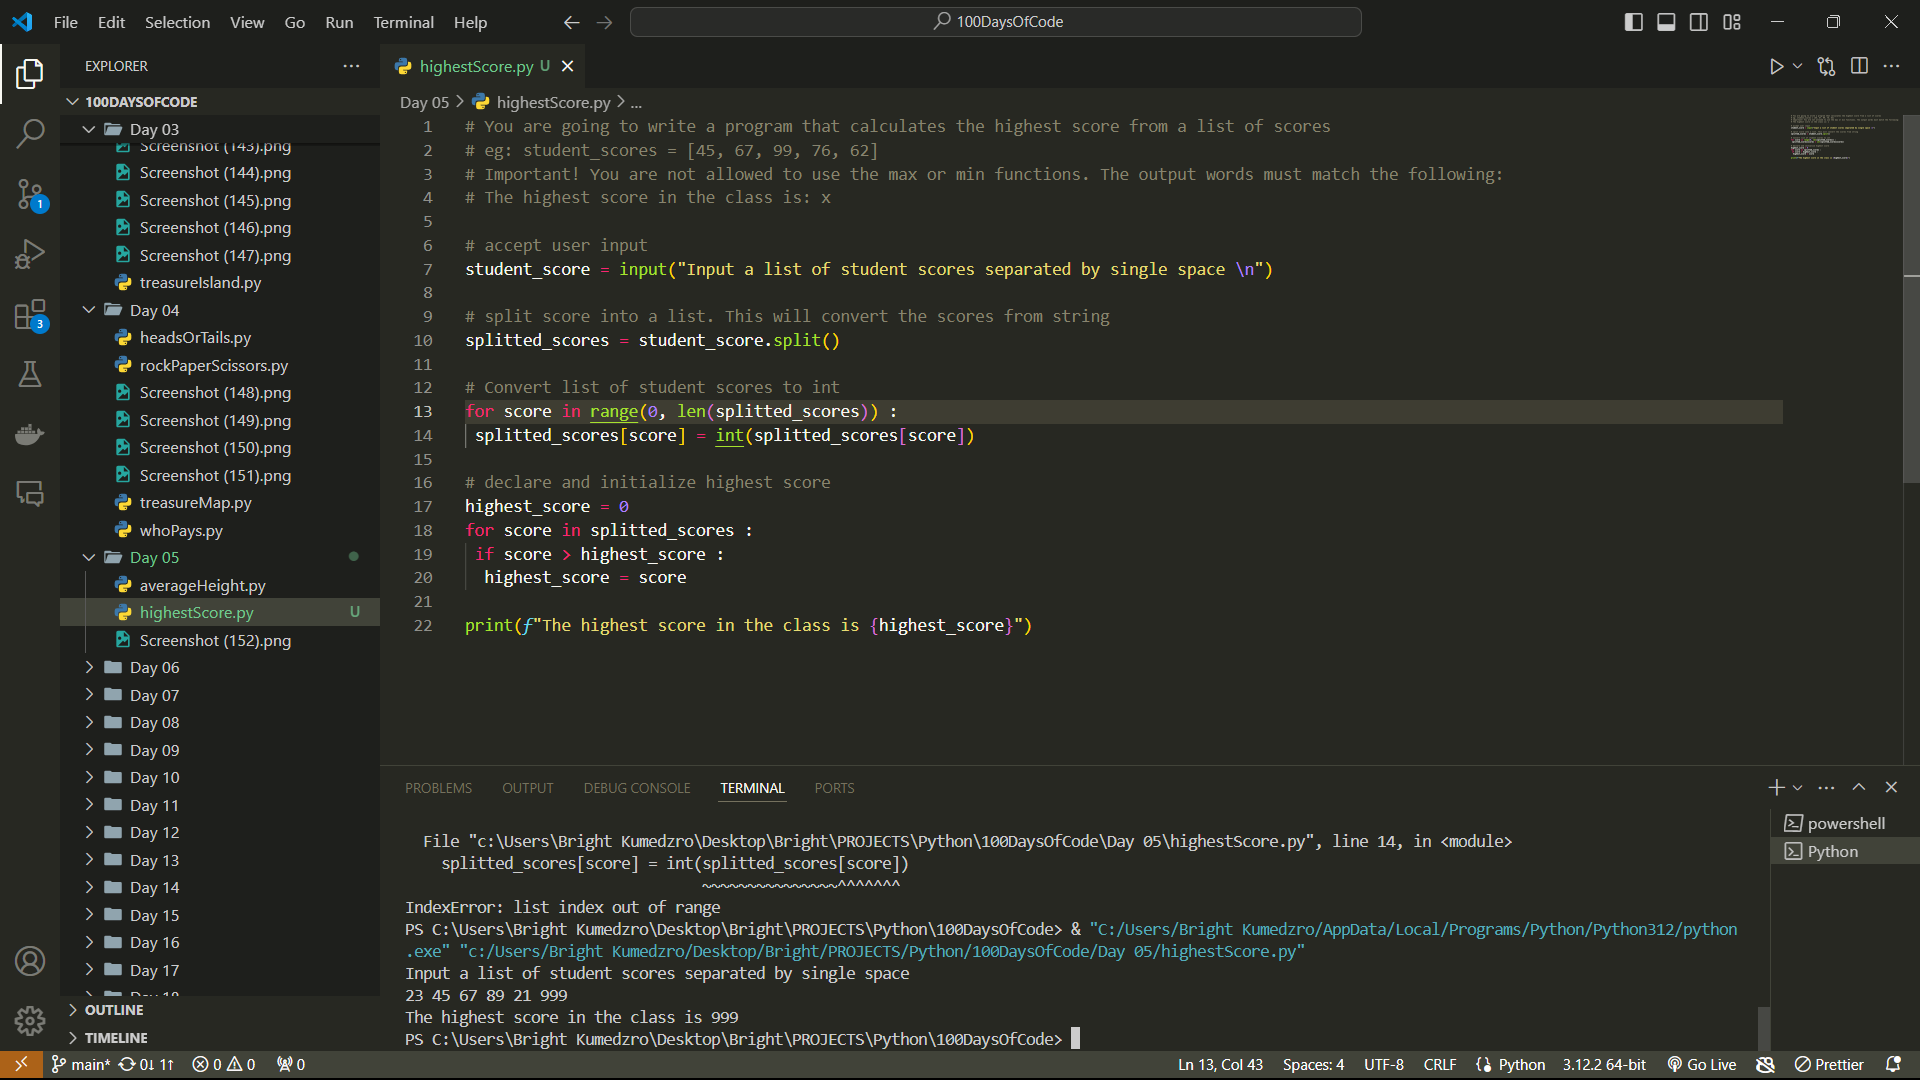 File Edit Selection View Go Run Terminal Help
100DaysOfCode
EXPLORER
100DAYSOFCODE
Day 03
Screenshot (143).png
Screenshot (144).png
Screenshot (145).png
Screenshot (146).png
Screenshot (147).png
treasureIsland.py
Day 04
headsOrTails.py
rockPaperScissors.py
Screenshot (148).png
Screenshot (149).png
Screenshot (150).png
Screenshot (151).png
treasureMap.py
whoPays.py
Day 05
averageHeight.py
highestScore.py U
Screenshot (152).png
Day 06
Day 07
Day 08
Day 09
Day 10
Day 11
Day 12
Day 13
Day 14
Day 15
Day 16
Day 17
OUTLINE
TIMELINE
1
3
highestScore.py U
Day 05 > highestScore.py > ...
1 # You are going to write a program that calculates the highest score from a list of scores
2 # eg: student_scores = [45, 67, 99, 76, 62]
3 # Important! You are not allowed to use the max or min functions. The output words must match the following:
4 # The highest score in the class is: x
5
6 # accept user input
7 student_score = input("Input a list of student scores separated by single space \n")
8
9 # split score into a list. This will convert the scores from string
10 splitted_scores = student_score.split()
11
12 # Convert list of student scores to int
13 for score in range(0, len(splitted_scores)) :
14 splitted_scores[score] = int(splitted_scores[score])
15
16 # declare and initialize highest score
17 highest_score = 0
18 for score in splitted_scores :
19 if score > highest_score :
20 highest_score = score
21
22 print(f"The highest score in the class is {highest_score}")
PROBLEMS OUTPUT DEBUG CONSOLE TERMINAL PORTS
File "c:\Users\Bright Kumedzro\Desktop\Bright\PROJECTS\Python\100DaysOfCode\Day 05\highestScore.py", line 14, in <module>
splitted_scores[score] = int(splitted_scores[score])
~~~~~~~~~~~~~~~^^^^^^^
IndexError: list index out of range
PS C:\Users\Bright Kumedzro\Desktop\Bright\PROJECTS\Python\100DaysOfCode> & "C:/Users/Bright Kumedzro/AppData/Local/Programs/Python/Python312/python
.exe" "c:/Users/Bright Kumedzro/Desktop/Bright/PROJECTS/Python/100DaysOfCode/Day 05/highestScore.py"
Input a list of student scores separated by single space
23 45 67 89 21 999
The highest score in the class is 999
PS C:\Users\Bright Kumedzro\Desktop\Bright\PROJECTS\Python\100DaysOfCode>
powershell
Python
main* 0↓ 1↑ 0 0 0 Ln 13, Col 43 Spaces: 4 UTF-8 CRLF Python 3.12.2 64-bit Go Live Prettier